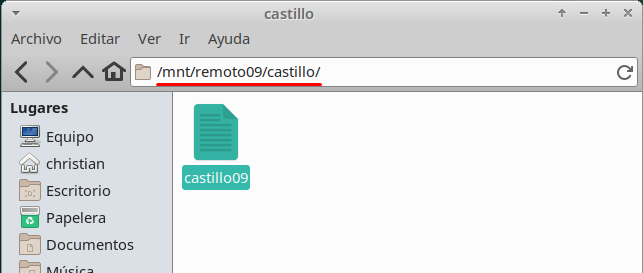 castillo
Archivo Editar Ver Ir Ayuda
/mnt/remoto09/castillo/
Lugares
Equipo
christian
Escritorio
Papelera
Documentos
Música
castillo09